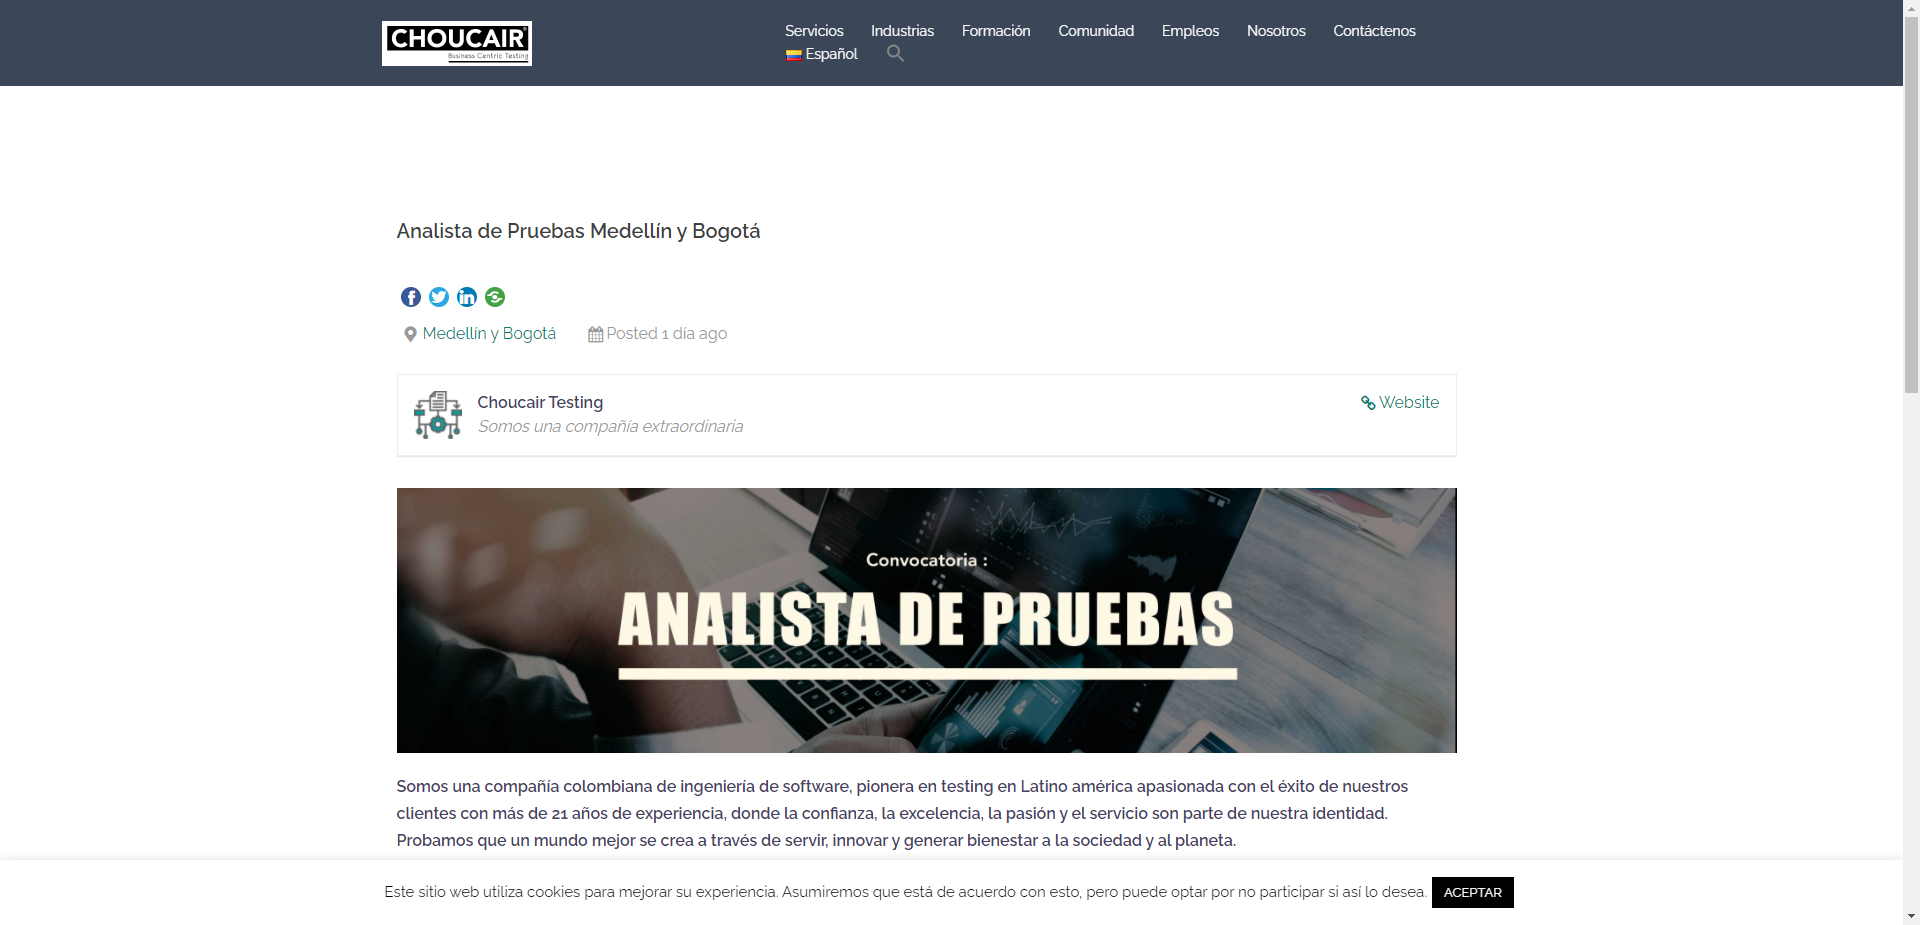 CHOUCAIR
Business Centric Testing
Servicios Industrias Formación Comunidad Empleos Nosotros Contáctenos
Español
Analista de Pruebas Medellín y Bogotá
Medellín y Bogotá Posted 1 día ago
Choucair Testing
Website
Somos una compañía extraordinaria
Convocatoria :
ANALISTA DE PRUEBAS
Somos una compañía colombiana de ingeniería de software, pionera en testing en Latino américa apasionada con el éxito de nuestros
clientes con más de 21 años de experiencia, donde la confianza, la excelencia, la pasión y el servicio son parte de nuestra identidad.
Probamos que un mundo mejor se crea a través de servir, innovar y generar bienestar a la sociedad y al planeta.
Este sitio web utiliza cookies para mejorar su experiencia. Asumiremos que está de acuerdo con esto, pero puede optar por no participar si así lo desea. ACEPTAR